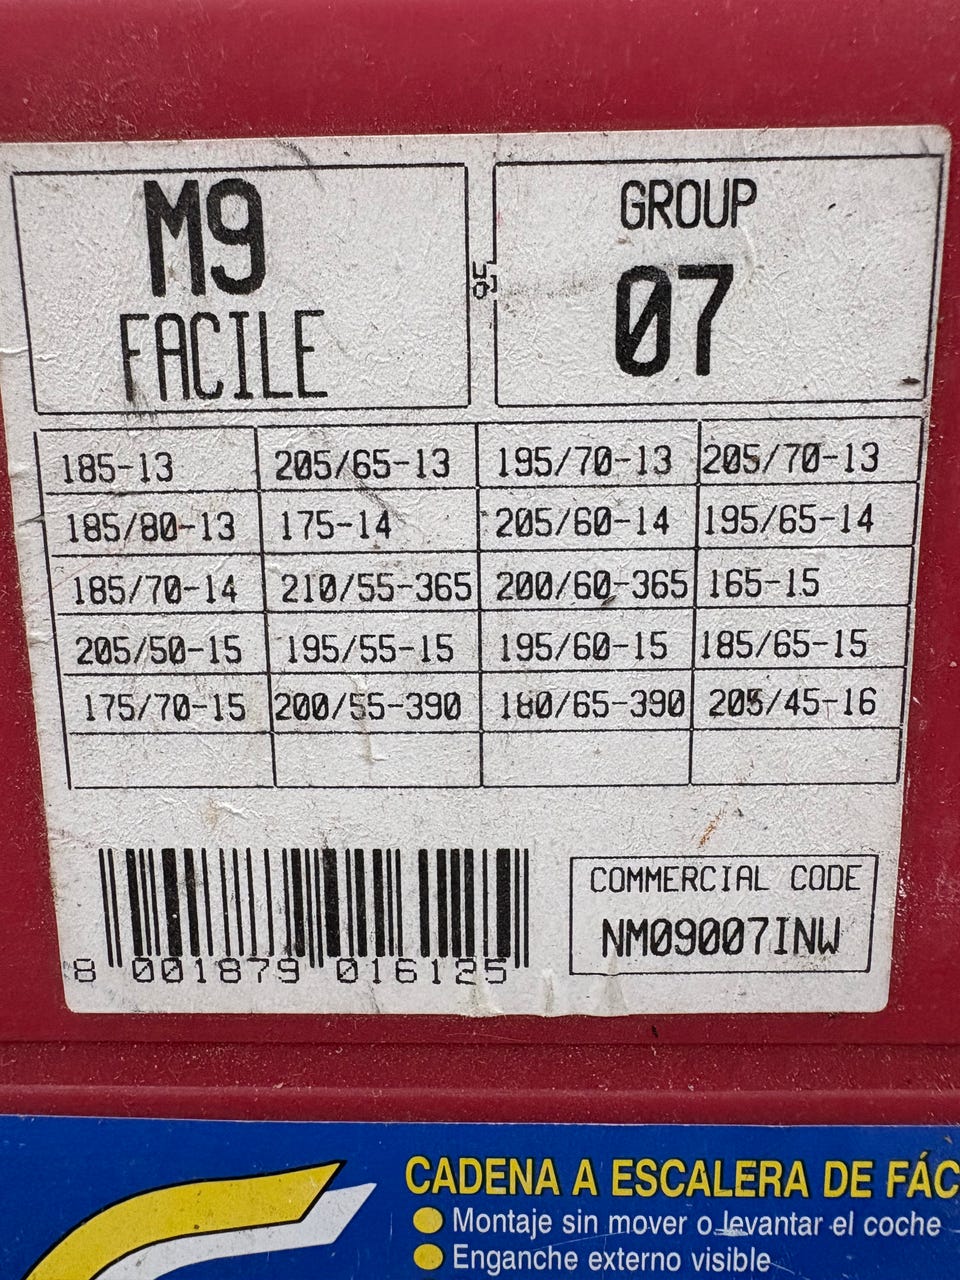 M9
FACILE
95
GROUP
07
185-13 205/65-13 195/70-13 205/70-13
185/80-13 175-14 205/60-14 195/65-14
185/70-14 210/55-365 200/60-365 165-15
205/50-15 195/55-15 195/60-15 185/65-15
175/70-15 200/55-390 180/65-390 205/45-16
8 001879 016125
COMMERCIAL CODE
NM09007INW
CADENA A ESCALERA DE FÁC
Montaje sin mover o levantar el coche
Enganche externo visible